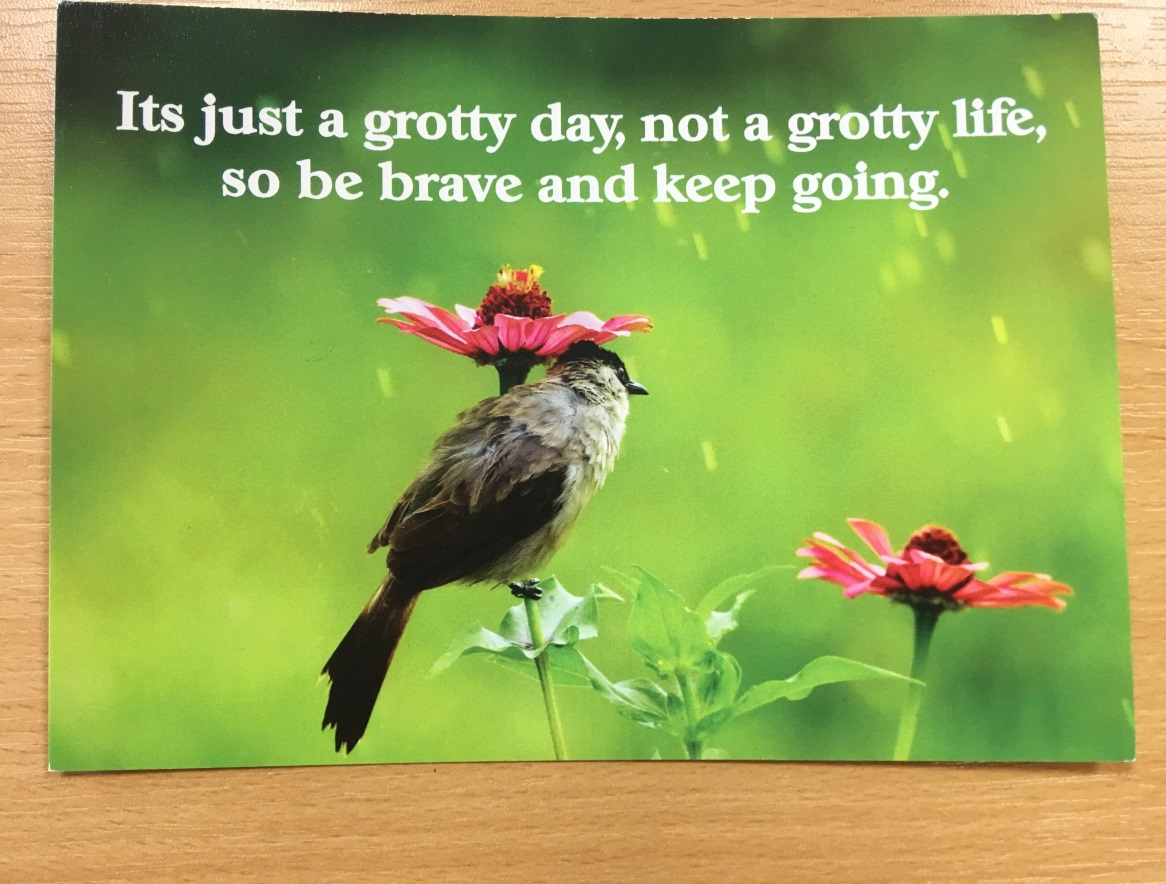 Its just a grotty day, not a grotty life,
so be brave and keep going.